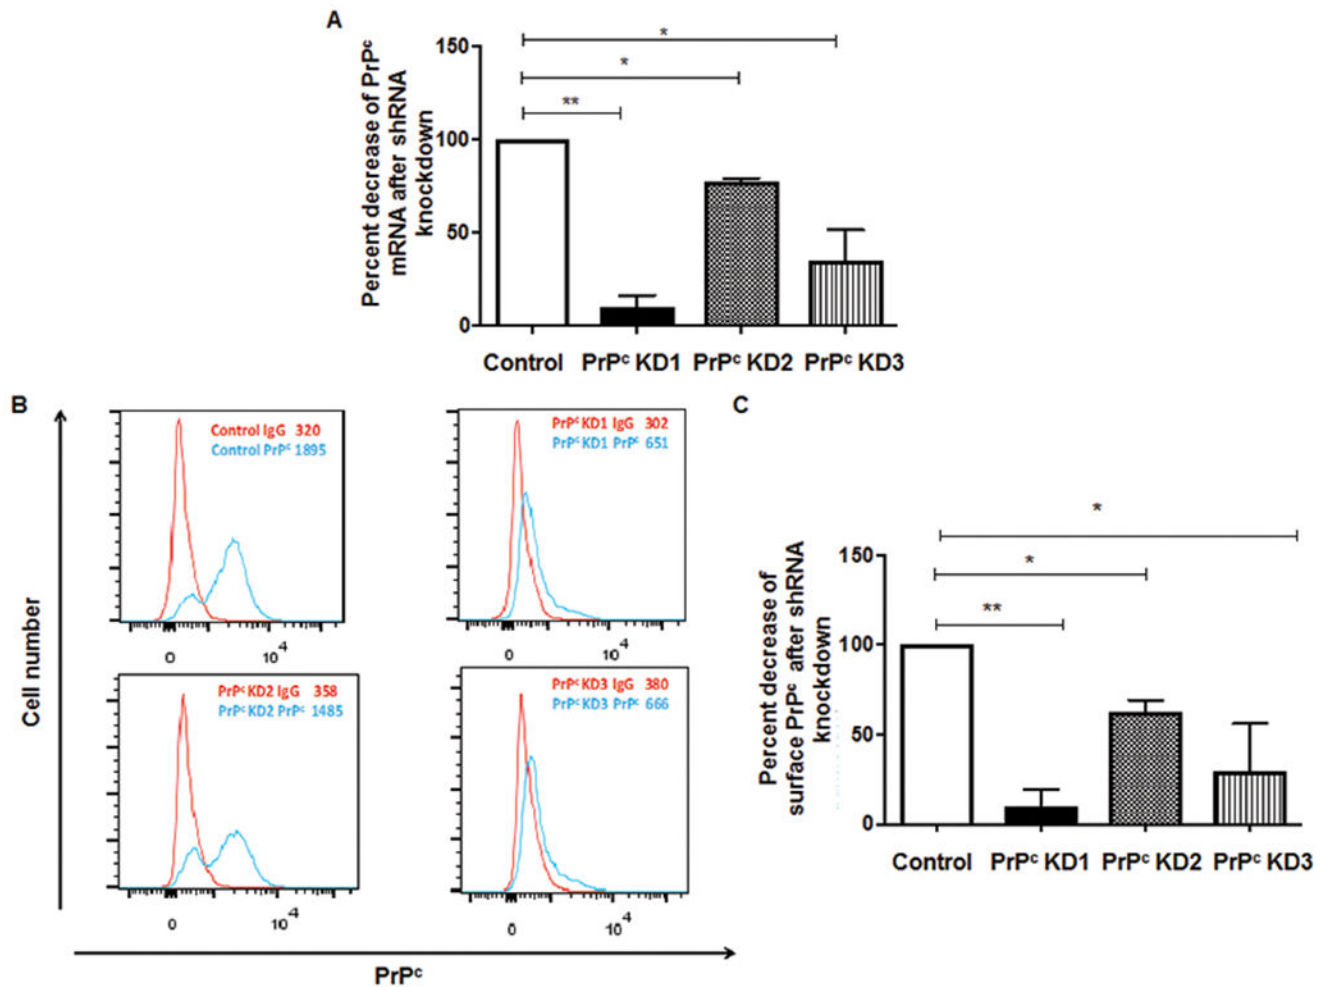 A
Percent decrease of PrPᶜ
mRNA after shRNA
knockdown
150
100
50
0
*
*
**
Control PrPᶜ KD1 PrPᶜ KD2 PrPᶜ KD3
B
Cell number
Control IgG 320
Control PrPᶜ 1895
0 10⁴
PrPᶜ KD1 IgG 302
PrPᶜ KD1 PrPᶜ 651
0 10⁴
PrPᶜ KD2 IgG 358
PrPᶜ KD2 PrPᶜ 1485
0 10⁴
PrPᶜ KD3 IgG 380
PrPᶜ KD3 PrPᶜ 666
0 10⁴
PrPᶜ
C
Percent decrease of
surface PrPᶜ after shRNA
knockdown
150
100
50
0
*
*
**
Control PrPᶜ KD1 PrPᶜ KD2 PrPᶜ KD3